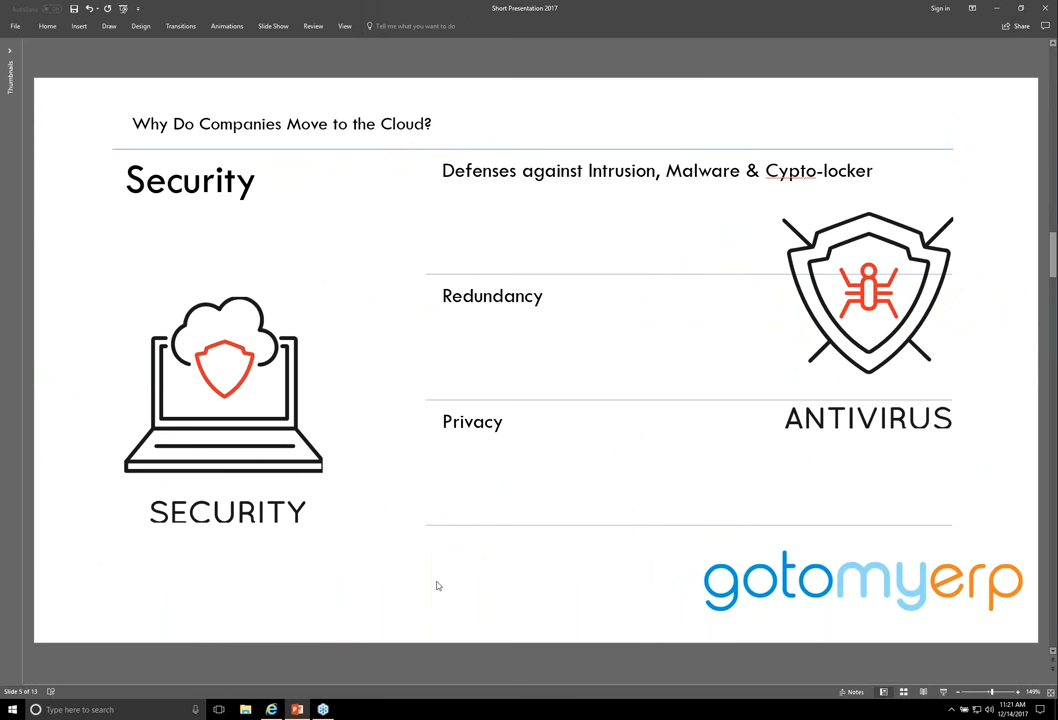 AutoSave Off
Short Presentation 2017
Sign in
File Home Insert Draw Design Transitions Animations Slide Show Review View Tell me what you want to do
Share
Thumbnails
Why Do Companies Move to the Cloud?
Security
Defenses against Intrusion, Malware & Cypto-locker
Redundancy
Privacy
ANTIVIRUS
SECURITY
gotomyerp
Slide 5 of 13
Notes
149%
Type here to search
11:21 AM
12/14/2017